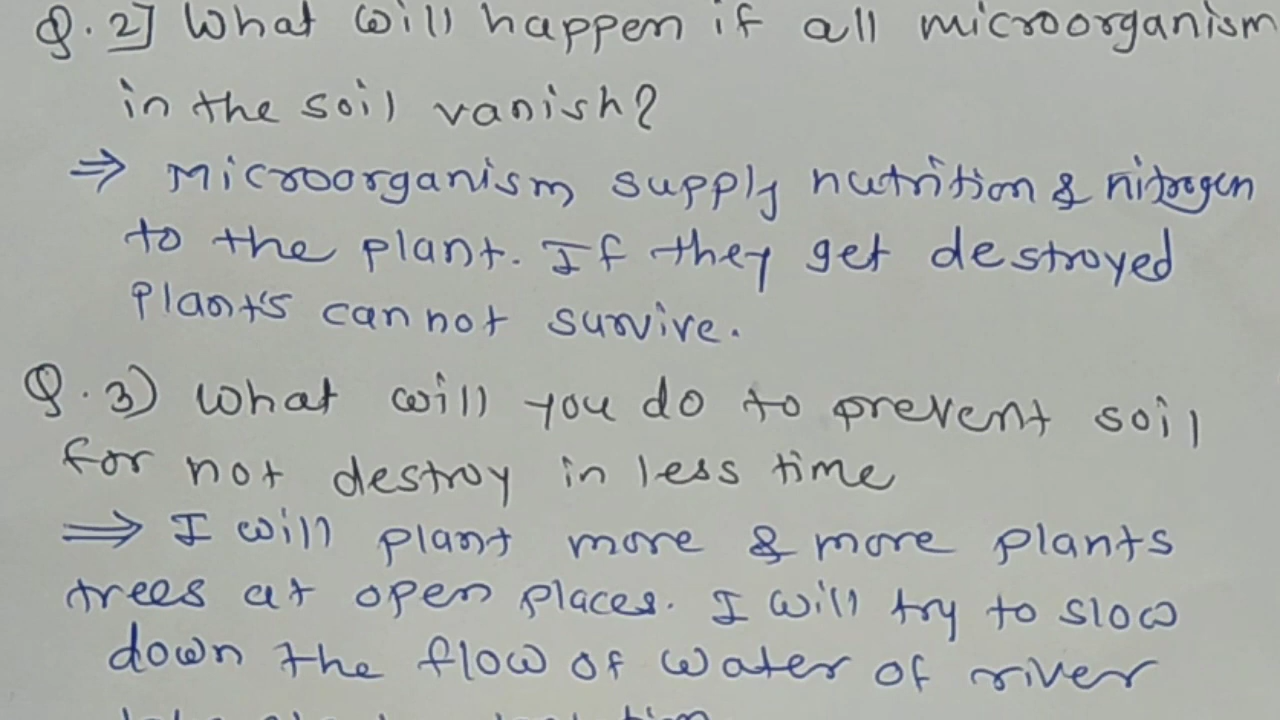 Q.2] What will happen if all microorganism
in the soil vanish?
⇒ Microorganism supply nutrition & nitrogen
to the plant. If they get destroyed
Plants cannot survive.
Q.3) What will you do to prevent soil
for not destroy in less time
⇒ I will plant more & more plants
trees at open places. I will try to slow
down the flow of water of river